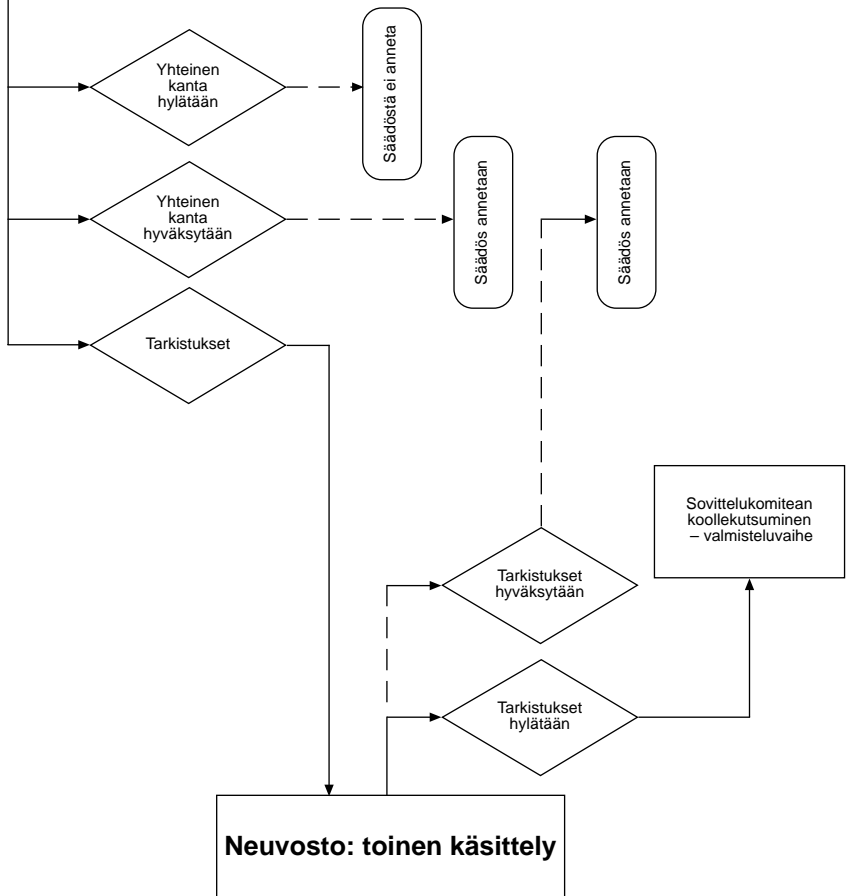 Yhteinen
kanta
hylätään
Säädöstä ei anneta
Yhteinen
kanta
hyväksytään
Säädös annetaan
Säädös annetaan
Tarkistukset
Sovittelukomitean
koollekutsuminen
– valmisteluvaihe
Tarkistukset
hyväksytään
Tarkistukset
hylätään
Neuvosto: toinen käsittely